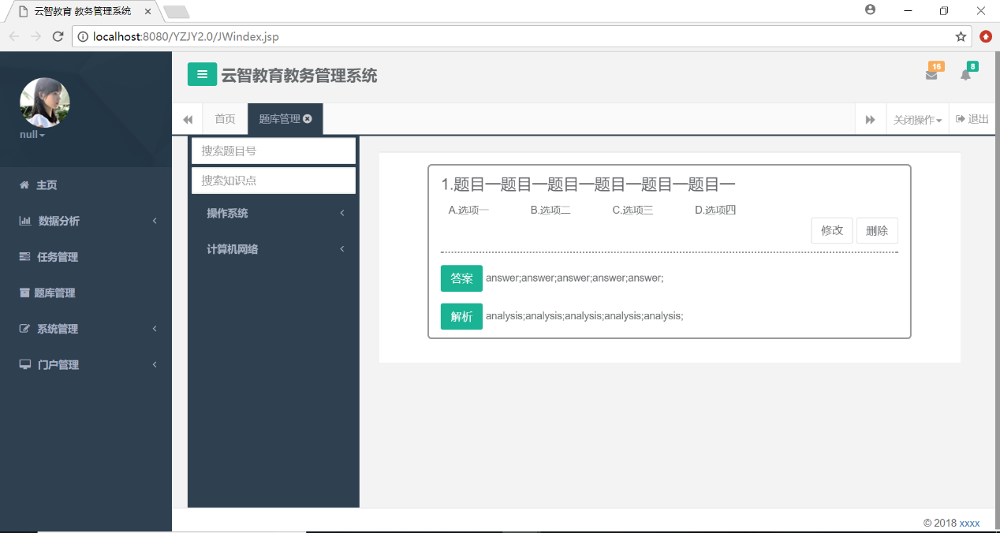 云智教育 教务管理系统
localhost:8080/YZJY2.0/JWindex.jsp
云智教育教务管理系统
16
8
null
首页
题库管理
关闭操作
退出
主页
数据分析
任务管理
题库管理
系统管理
门户管理
搜索题目号
搜索知识点
操作系统
计算机网络
1.题目一题目一题目一题目一题目一题目一
A.选项一 B.选项二 C.选项三 D.选项四
修改 删除
答案 answer;answer;answer;answer;answer;
解析 analysis;analysis;analysis;analysis;analysis;
© 2018 xxxx